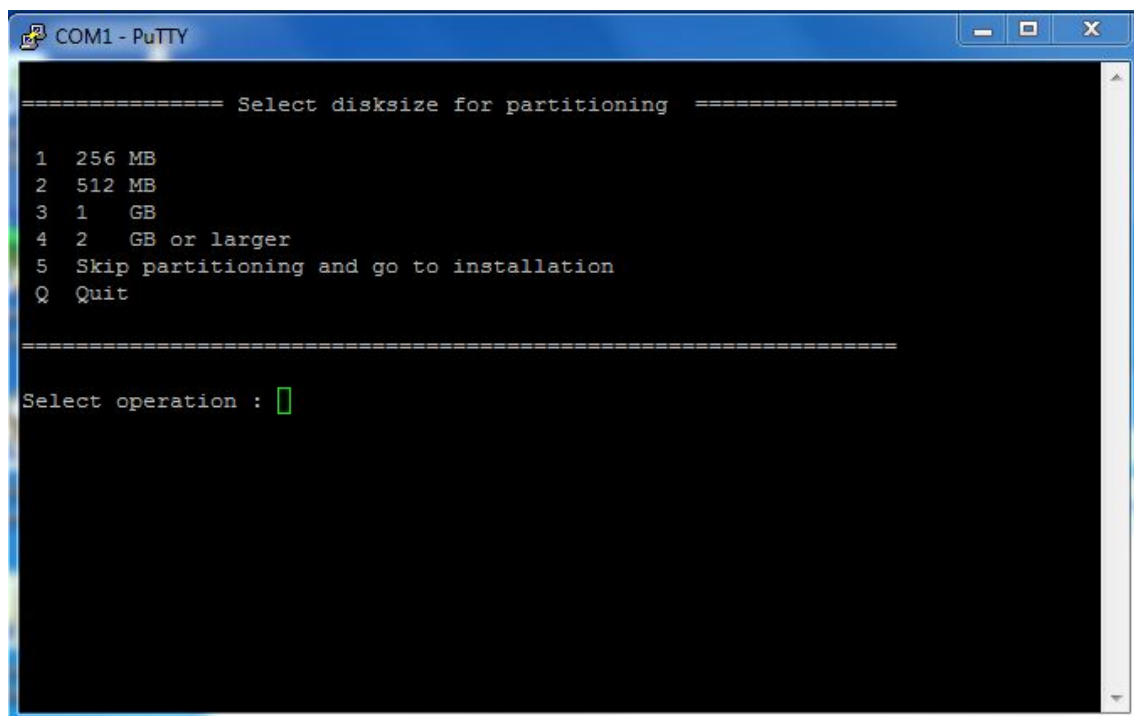 COM1 - PuTTY
=============== Select disksize for partitioning ===============
1 256 MB
2 512 MB
3 1 GB
4 2 GB or larger
5 Skip partitioning and go to installation
Q Quit
=================================================================
Select operation :